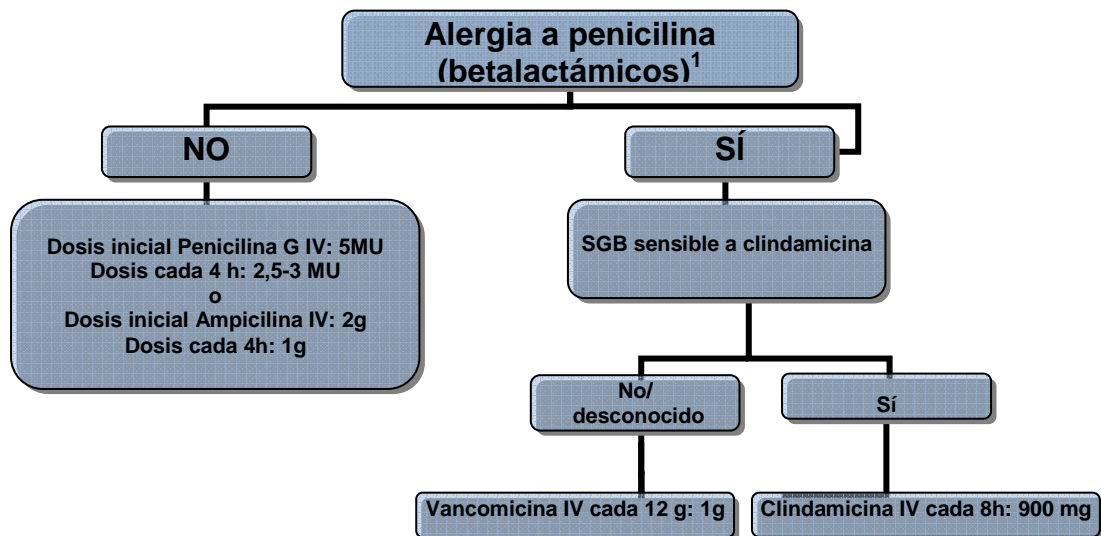 Alergia a penicilina
(betalactámicos)1
NO
SÍ
Dosis inicial Penicilina G IV: 5MU
Dosis cada 4 h: 2,5-3 MU
o
Dosis inicial Ampicilina IV: 2g
Dosis cada 4h: 1g
SGB sensible a clindamicina
No/
desconocido
Sí
Vancomicina IV cada 12 g: 1g
Clindamicina IV cada 8h: 900 mg